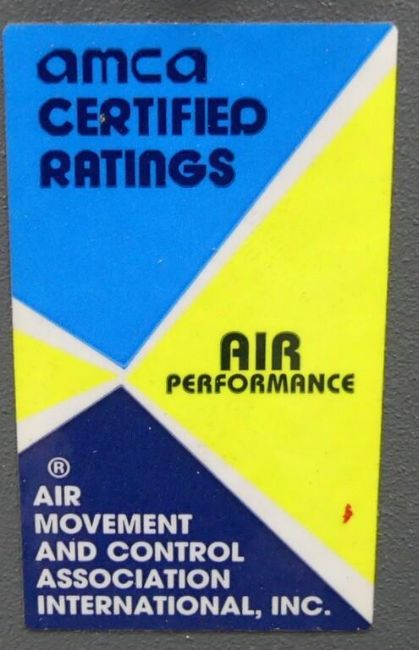 amca
CERTIFIED
RATINGS
AIR
PERFORMANCE
®
AIR
MOVEMENT
AND CONTROL
ASSOCIATION
INTERNATIONAL, INC.